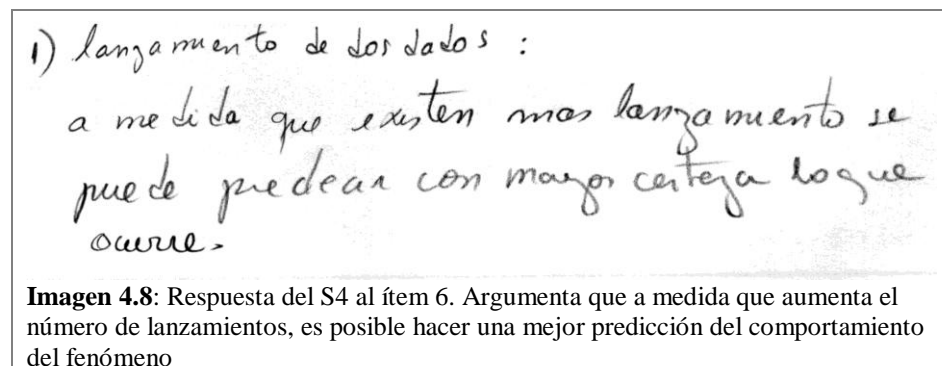 1) lanzamiento de dos dados :
a medida que existen mas lanzamiento se
puede predecir con mayor certeza lo que
ocurre.
Imagen 4.8: Respuesta del S4 al ítem 6. Argumenta que a medida que aumenta el
número de lanzamientos, es posible hacer una mejor predicción del comportamiento
del fenómeno